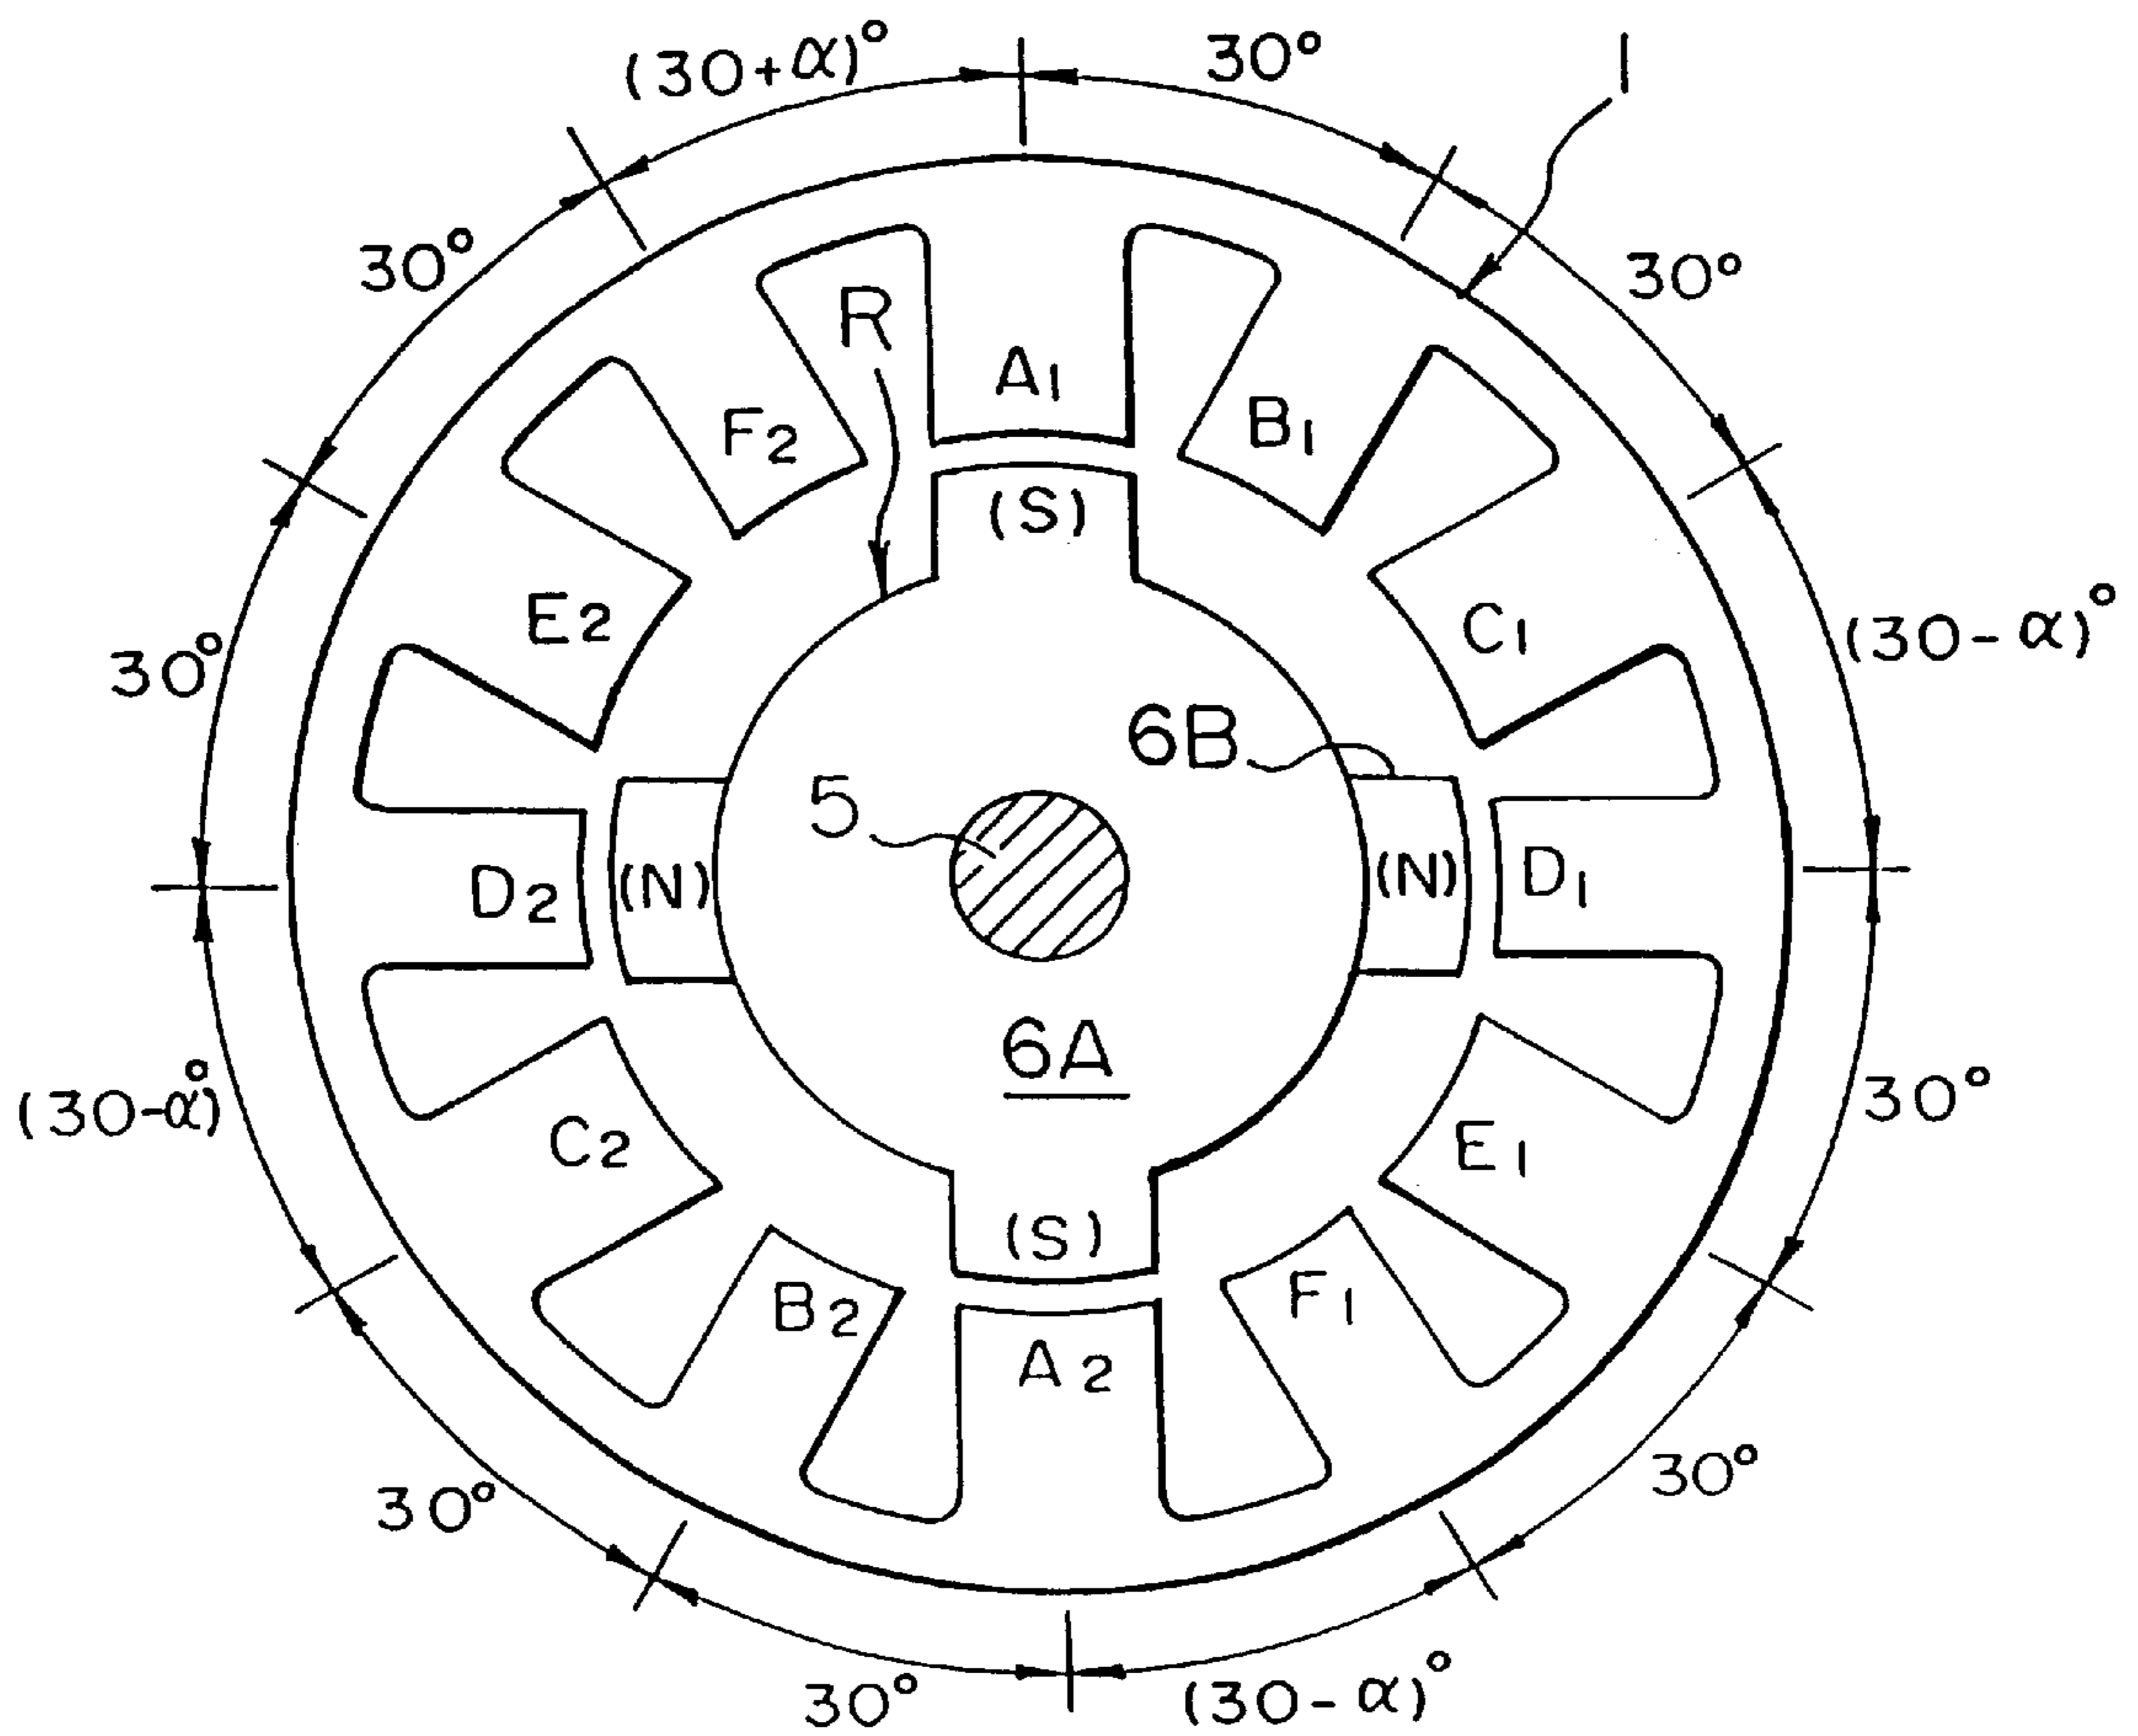 (30+α)°
30°
1
30°
30°
R
A1
F2
B1
(S)
E2
C1
(30-α)°
30°
6B
5
D2
(N)
(N)
D1
6A
(30-α)°
30°
C2
E1
(S)
B2
F1
A2
30°
30°
30°
(30-α)°